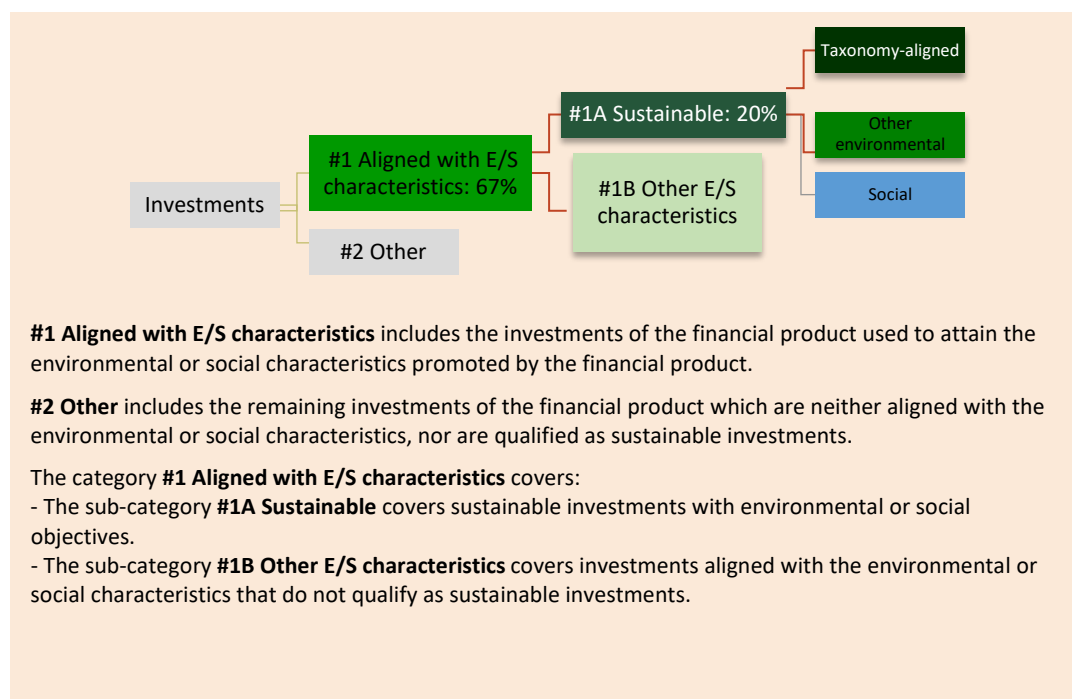 Taxonomy-aligned
#1A Sustainable: 20%
Other
environmental
#1 Aligned with E/S
characteristics: 67%
#1B Other E/S
characteristics
Social
Investments
#2 Other
#1 Aligned with E/S characteristics includes the investments of the financial product used to attain the
environmental or social characteristics promoted by the financial product.
#2 Other includes the remaining investments of the financial product which are neither aligned with the
environmental or social characteristics, nor are qualified as sustainable investments.
The category #1 Aligned with E/S characteristics covers:
- The sub-category #1A Sustainable covers sustainable investments with environmental or social
objectives.
- The sub-category #1B Other E/S characteristics covers investments aligned with the environmental or
social characteristics that do not qualify as sustainable investments.